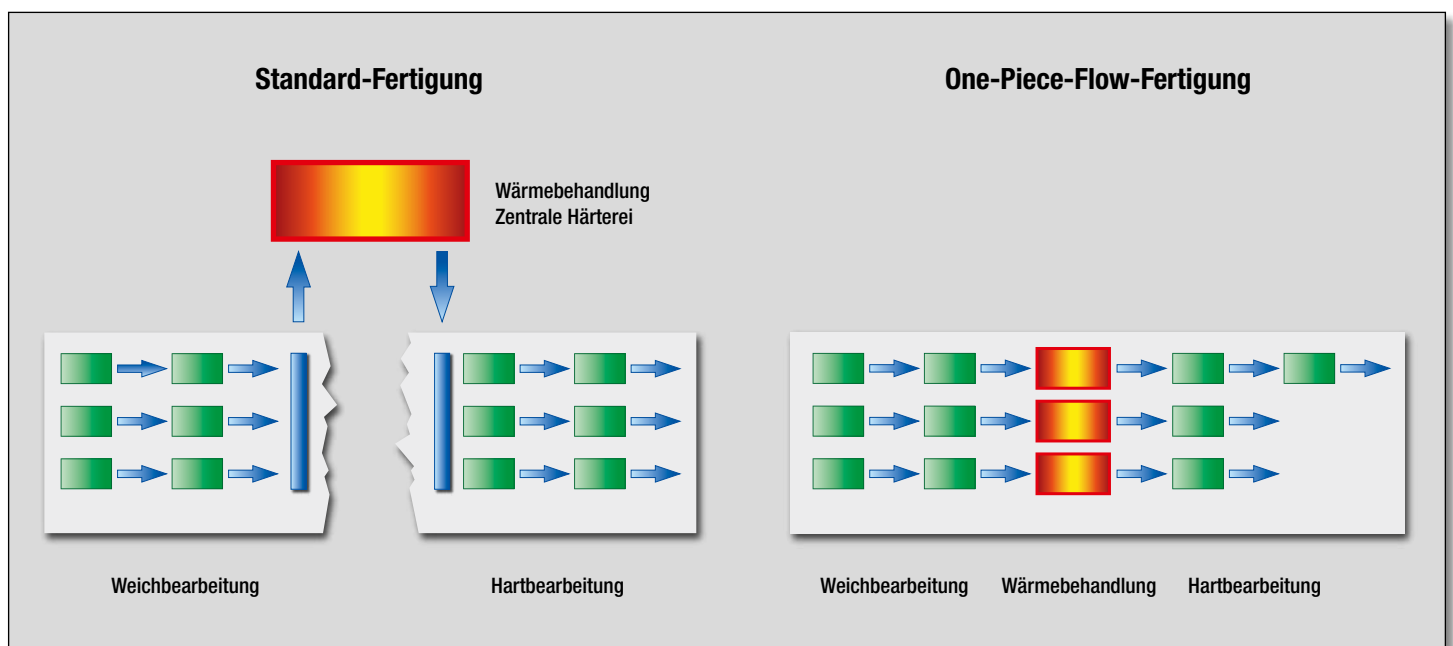 Standard-Fertigung
Wärmebehandlung
Zentrale Härterei
Weichbearbeitung
Hartbearbeitung
One-Piece-Flow-Fertigung
Weichbearbeitung
Wärmebehandlung
Hartbearbeitung